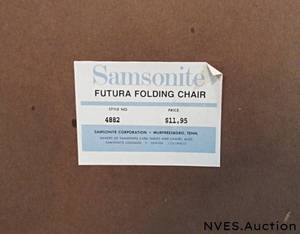 Samsonite
FUTURA FOLDING CHAIR
STYLE NO. PRICE
4882 $11.95
SAMSONITE CORPORATION • MURFREESBORO, TENN.
NVES.Auction